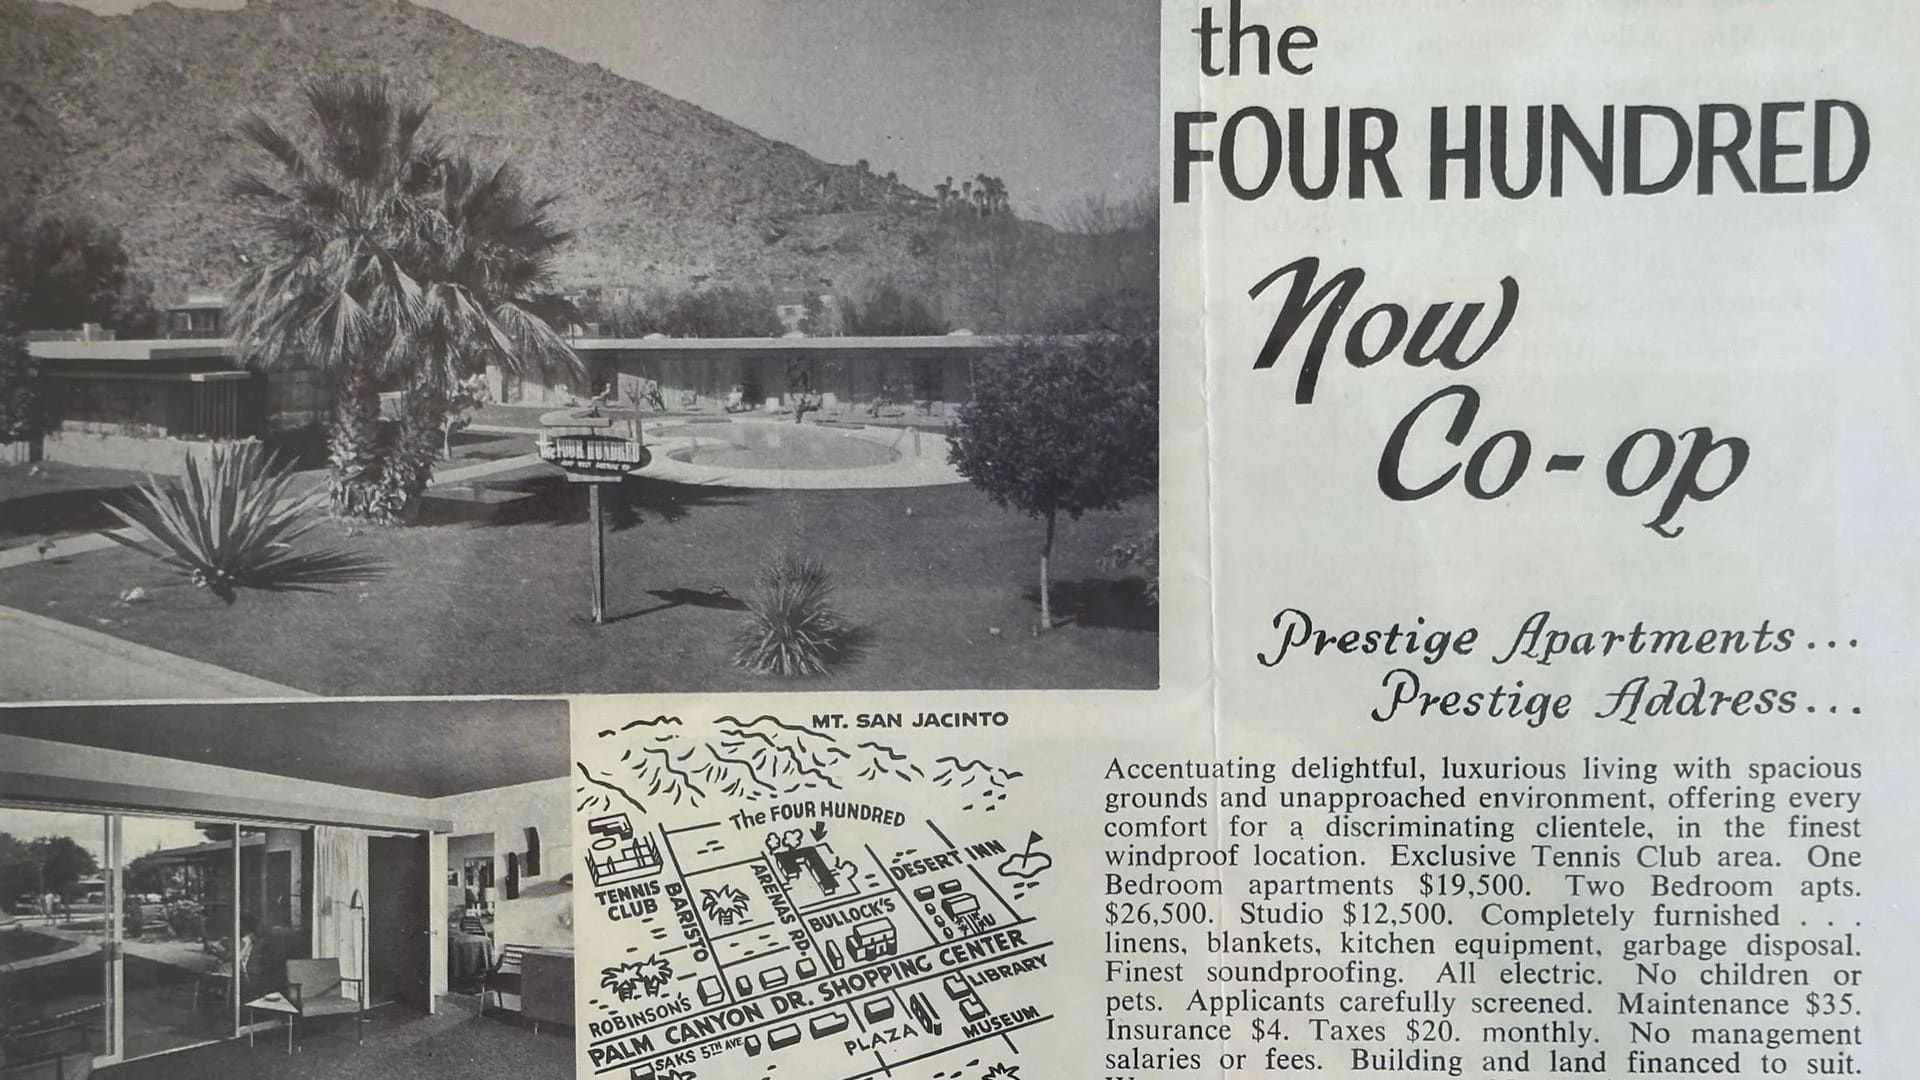 the
FOUR HUNDRED
Now
Co-op
Prestige Apartments...
Prestige Address...
Accentuating delightful, luxurious living with spacious
grounds and unapproached environment, offering every
comfort for a discriminating clientele, in the finest
windproof location. Exclusive Tennis Club area. One
Bedroom apartments $19,500. Two Bedroom apts.
$26,500. Studio $12,500. Completely furnished . . .
linens, blankets, kitchen equipment, garbage disposal.
Finest soundproofing. All electric. No children or
pets. Applicants carefully screened. Maintenance $35.
Insurance $4. Taxes $20. monthly. No management
salaries or fees. Building and land financed to suit.
the FOUR HUNDRED
MT. SAN JACINTO
The FOUR HUNDRED
TENNIS
CLUB
BARISTO
ARENAS RD.
BULLOCK'S
DESERT INN
ROBINSON'S
PALM CANYON DR. SHOPPING CENTER
SAKS 5TH AVE
PLAZA
LIBRARY
MUSEUM